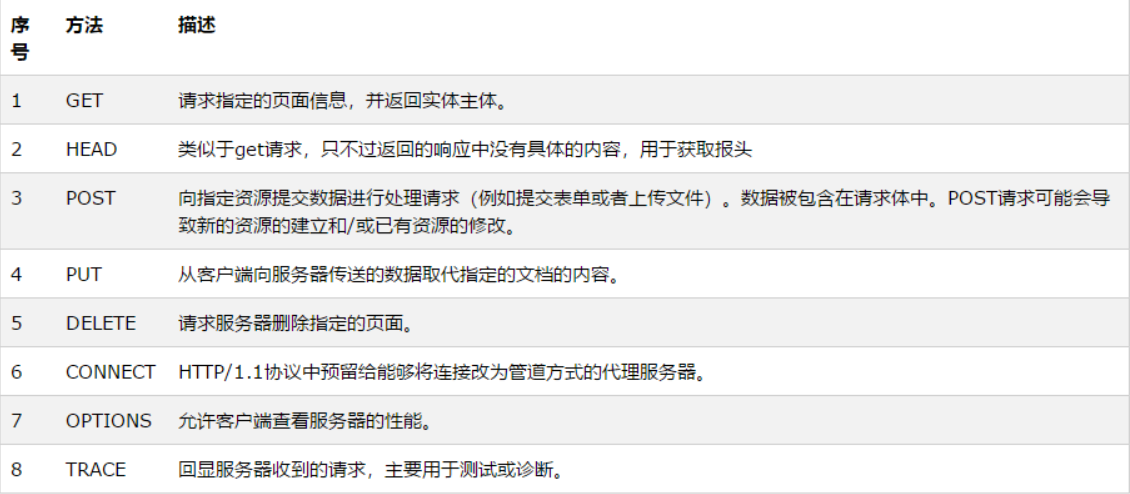 序号 方法 描述
1 GET 请求指定的页面信息，并返回实体主体。
2 HEAD 类似于get请求，只不过返回的响应中没有具体的内容，用于获取报头
3 POST 向指定资源提交数据进行处理请求（例如提交表单或者上传文件）。数据被包含在请求体中。POST请求可能会导
致新的资源的建立和/或已有资源的修改。
4 PUT 从客户端向服务器传送的数据取代指定的文档的内容。
5 DELETE 请求服务器删除指定的页面。
6 CONNECT HTTP/1.1协议中预留给能够将连接改为管道方式的代理服务器。
7 OPTIONS 允许客户端查看服务器的性能。
8 TRACE 回显服务器收到的请求，主要用于测试或诊断。